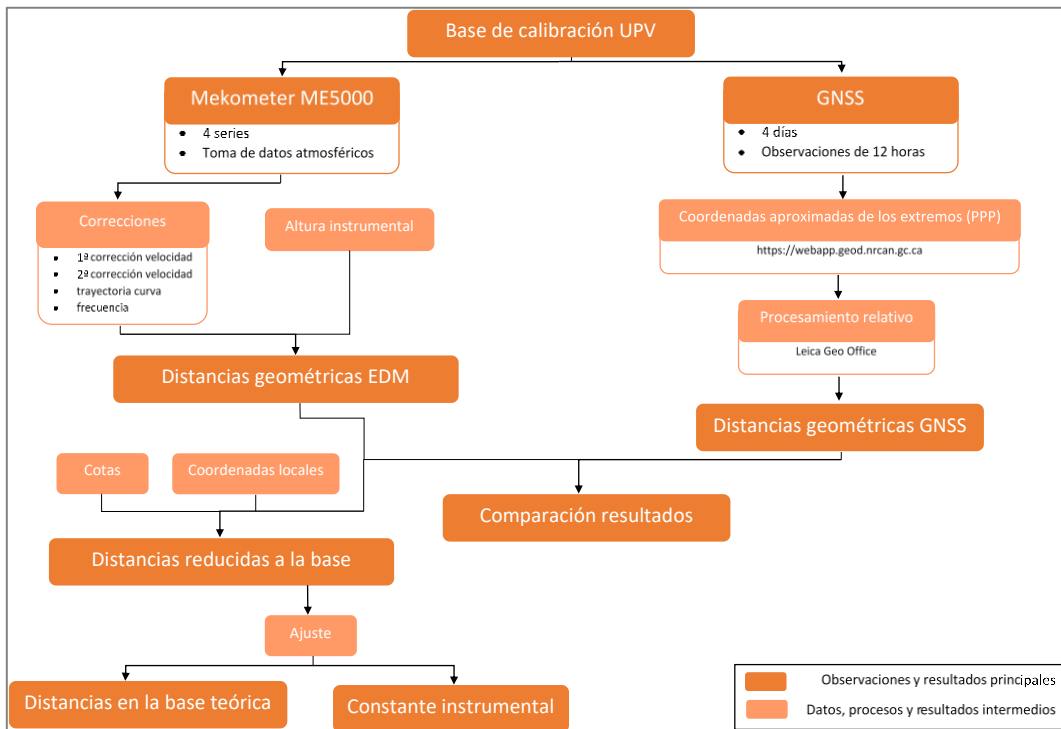 Base de calibración UPV
Mekometer ME5000
• 4 series
• Toma de datos atmosféricos
GNSS
• 4 días
• Observaciones de 12 horas
Correcciones
• 1ª corrección velocidad
• 2ª corrección velocidad
• trayectoria curva
• frecuencia
Altura instrumental
Coordenadas aproximadas de los extremos (PPP)
https://webapp.geod.nrcan.gc.ca
Procesamiento relativo
Leica Geo Office
Distancias geométricas EDM
Distancias geométricas GNSS
Cotas
Coordenadas locales
Comparación resultados
Distancias reducidas a la base
Ajuste
Distancias en la base teórica
Constante instrumental
Observaciones y resultados principales
Datos, procesos y resultados intermedios